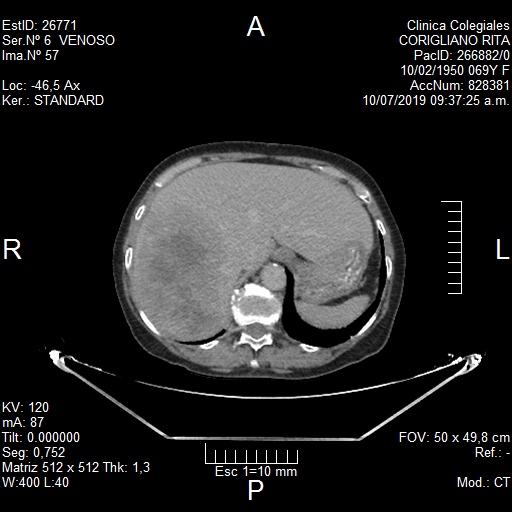 EstID: 26771
Ser.Nº 6 VENOSO
Ima.Nº 57
Loc: -46,5 Ax
Ker.: STANDARD
A
Clinica Colegiales
CORIGLIANO RITA
PacID: 266882/0
10/02/1950 069Y F
AccNum: 828381
10/07/2019 09:37:25 a.m.
R
L
KV: 120
mA: 87
Tilt: 0.000000
Seg: 0,752
Matriz 512 x 512 Thk: 1,3
W:400 L:40
Esc 1=10 mm
P
FOV: 50 x 49,8 cm
Ref.: -
Mod.: CT